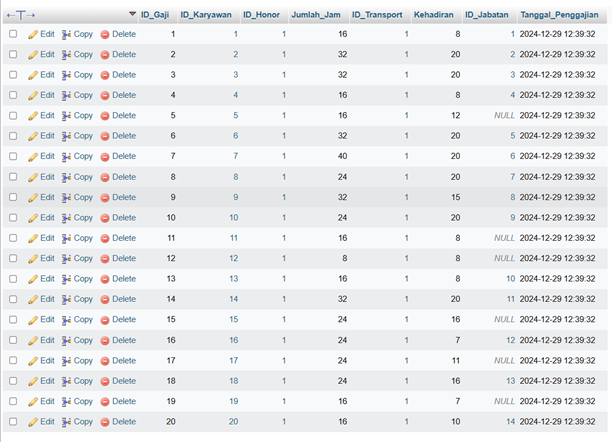 ←T→ ID_Gaji ID_Karyawan ID_Honor Jumlah_Jam ID_Transport Kehadiran ID_Jabatan Tanggal_Penggajian
Edit Copy Delete 1 1 1 16 1 8 1 2024-12-29 12:39:32
Edit Copy Delete 2 2 1 32 1 20 2 2024-12-29 12:39:32
Edit Copy Delete 3 3 1 32 1 20 3 2024-12-29 12:39:32
Edit Copy Delete 4 4 1 16 1 8 4 2024-12-29 12:39:32
Edit Copy Delete 5 5 1 16 1 12 NULL 2024-12-29 12:39:32
Edit Copy Delete 6 6 1 32 1 20 5 2024-12-29 12:39:32
Edit Copy Delete 7 7 1 40 1 20 6 2024-12-29 12:39:32
Edit Copy Delete 8 8 1 24 1 20 7 2024-12-29 12:39:32
Edit Copy Delete 9 9 1 32 1 15 8 2024-12-29 12:39:32
Edit Copy Delete 10 10 1 24 1 20 9 2024-12-29 12:39:32
Edit Copy Delete 11 11 1 16 1 8 NULL 2024-12-29 12:39:32
Edit Copy Delete 12 12 1 8 1 8 NULL 2024-12-29 12:39:32
Edit Copy Delete 13 13 1 16 1 8 10 2024-12-29 12:39:32
Edit Copy Delete 14 14 1 32 1 20 11 2024-12-29 12:39:32
Edit Copy Delete 15 15 1 24 1 16 NULL 2024-12-29 12:39:32
Edit Copy Delete 16 16 1 24 1 7 12 2024-12-29 12:39:32
Edit Copy Delete 17 17 1 24 1 11 NULL 2024-12-29 12:39:32
Edit Copy Delete 18 18 1 24 1 16 13 2024-12-29 12:39:32
Edit Copy Delete 19 19 1 16 1 7 NULL 2024-12-29 12:39:32
Edit Copy Delete 20 20 1 16 1 10 14 2024-12-29 12:39:32